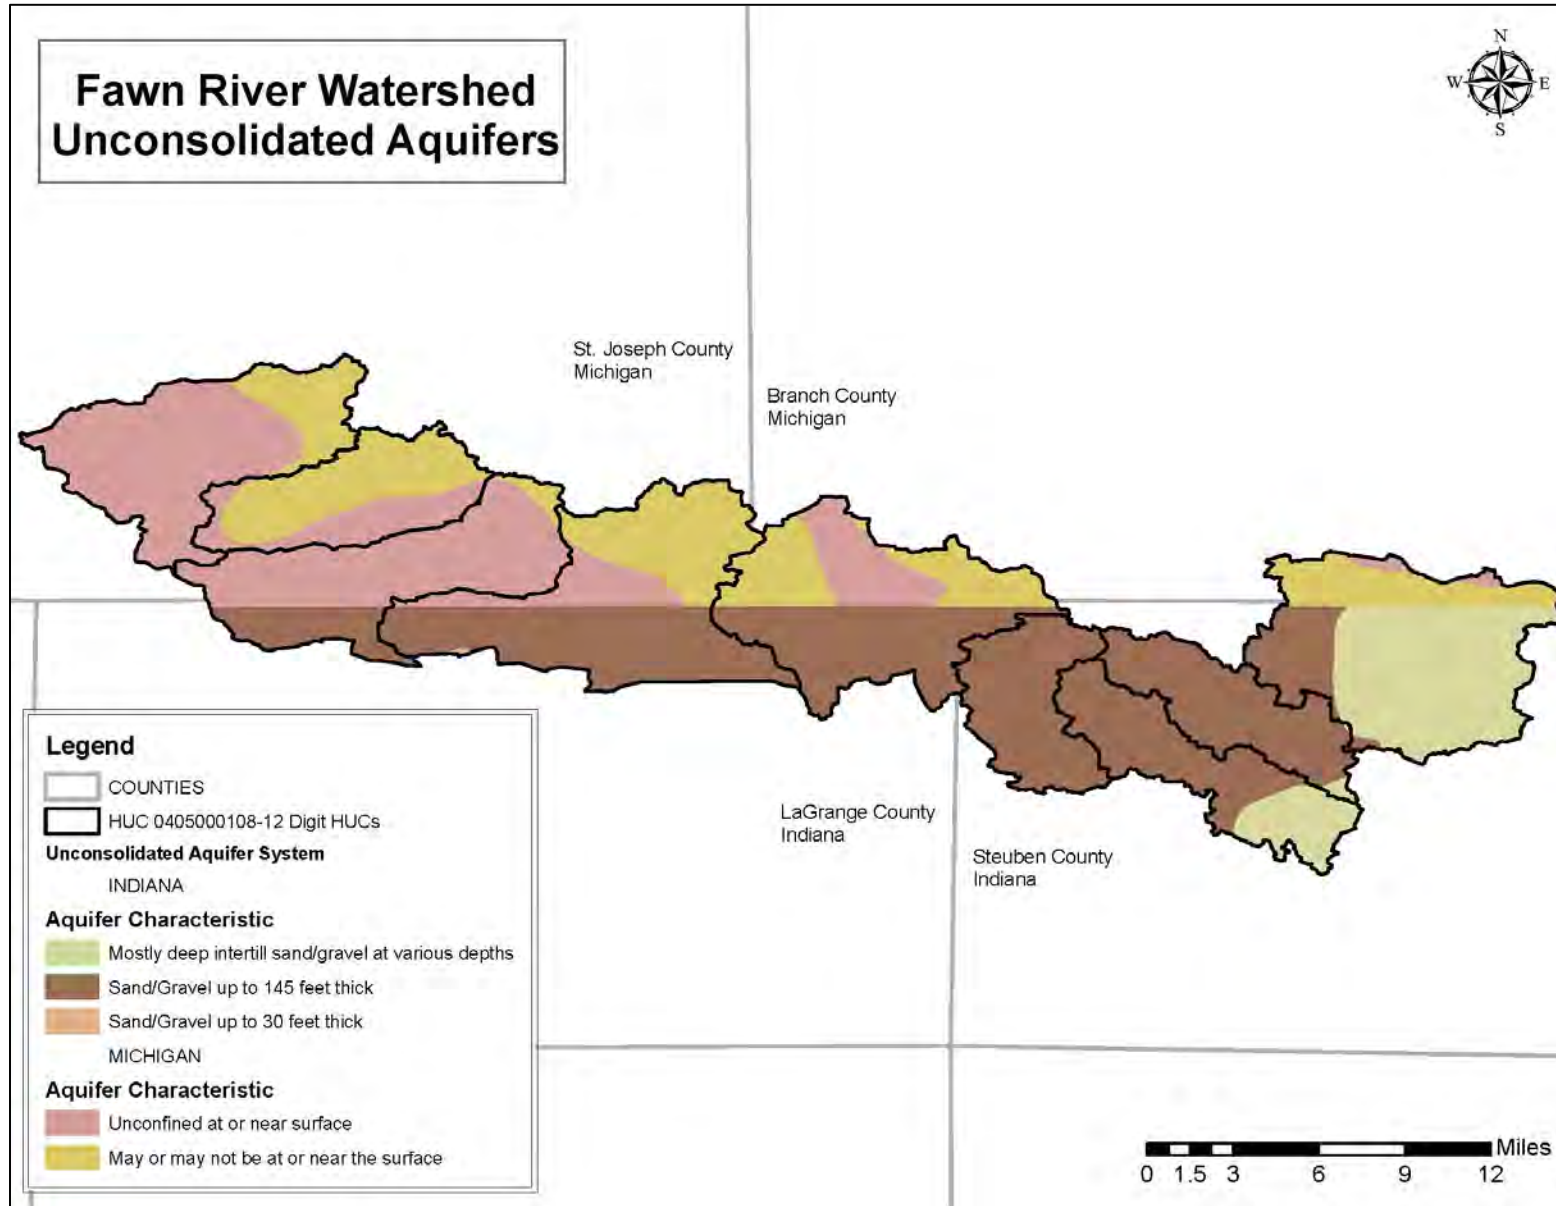 Fawn River Watershed
Unconsolidated Aquifers
N
W E
S
St. Joseph County
Michigan
Branch County
Michigan
LaGrange County
Indiana
Steuben County
Indiana
Legend
COUNTIES
HUC 0405000108-12 Digit HUCs
Unconsolidated Aquifer System
INDIANA
Aquifer Characteristic
Mostly deep intertill sand/gravel at various depths
Sand/Gravel up to 145 feet thick
Sand/Gravel up to 30 feet thick
MICHIGAN
Aquifer Characteristic
Unconfined at or near surface
May or may not be at or near the surface
Miles
0 1.5 3 6 9 12